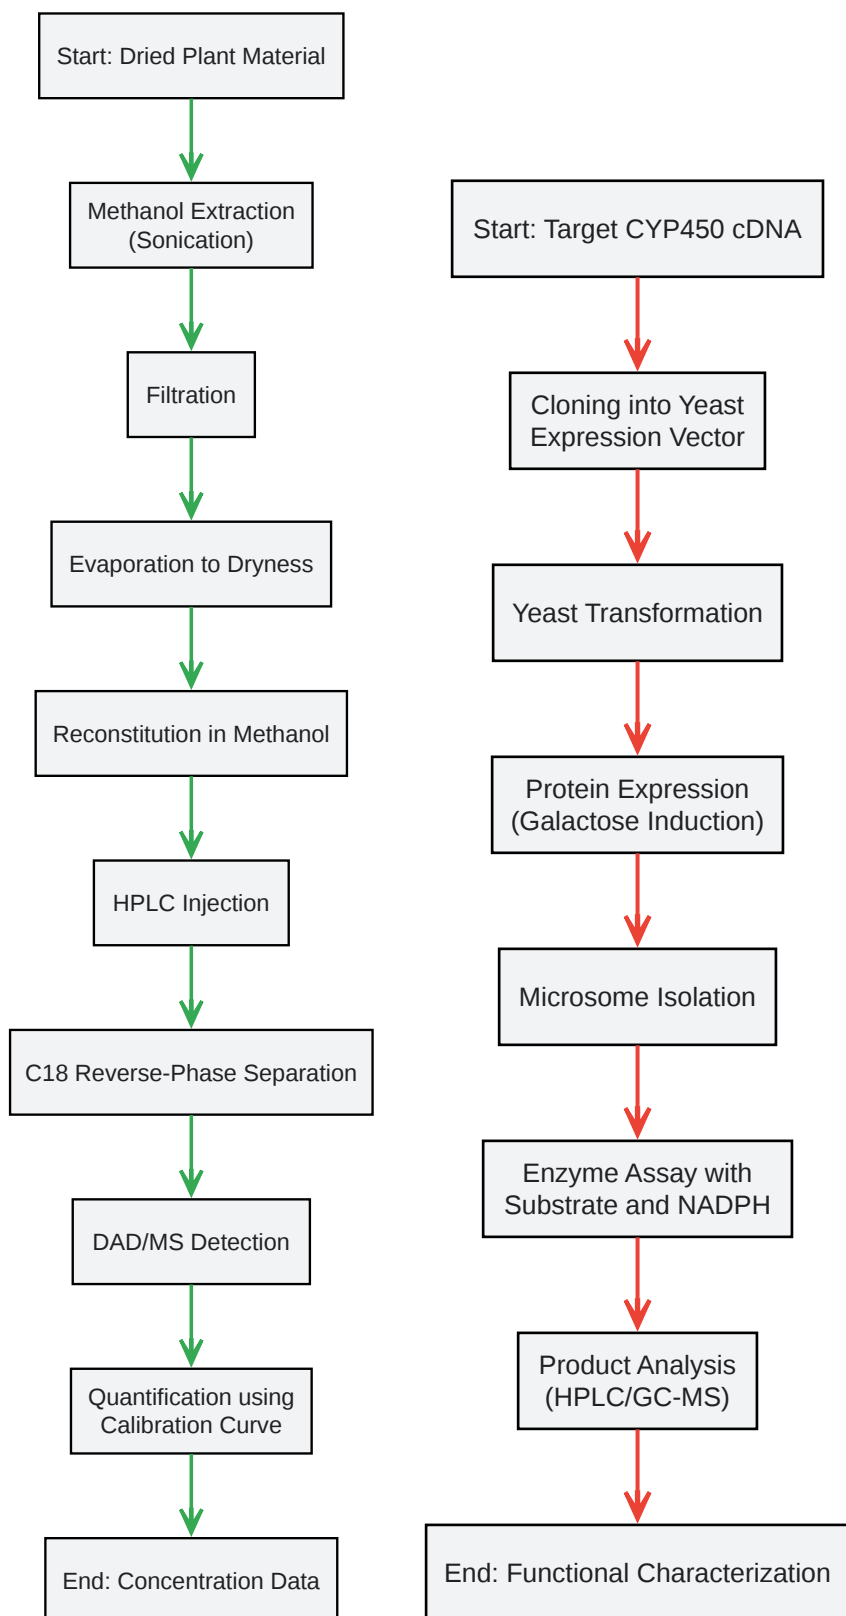 Start: Dried Plant Material
Methanol Extraction
(Sonication)
Filtration
Evaporation to Dryness
Reconstitution in Methanol
HPLC Injection
C18 Reverse-Phase Separation
DAD/MS Detection
Quantification using
Calibration Curve
End: Concentration Data
Start: Target CYP450 cDNA
Cloning into Yeast
Expression Vector
Yeast Transformation
Protein Expression
(Galactose Induction)
Microsome Isolation
Enzyme Assay with
Substrate and NADPH
Product Analysis
(HPLC/GC-MS)
End: Functional Characterization